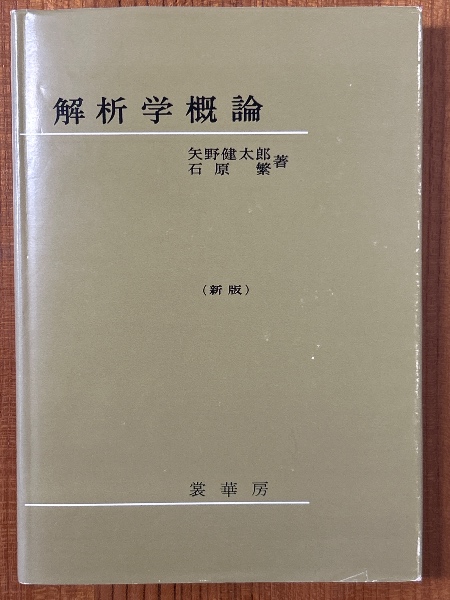 解析学概論
矢野健太郎
石原 繁 著
(新版)
裳華房